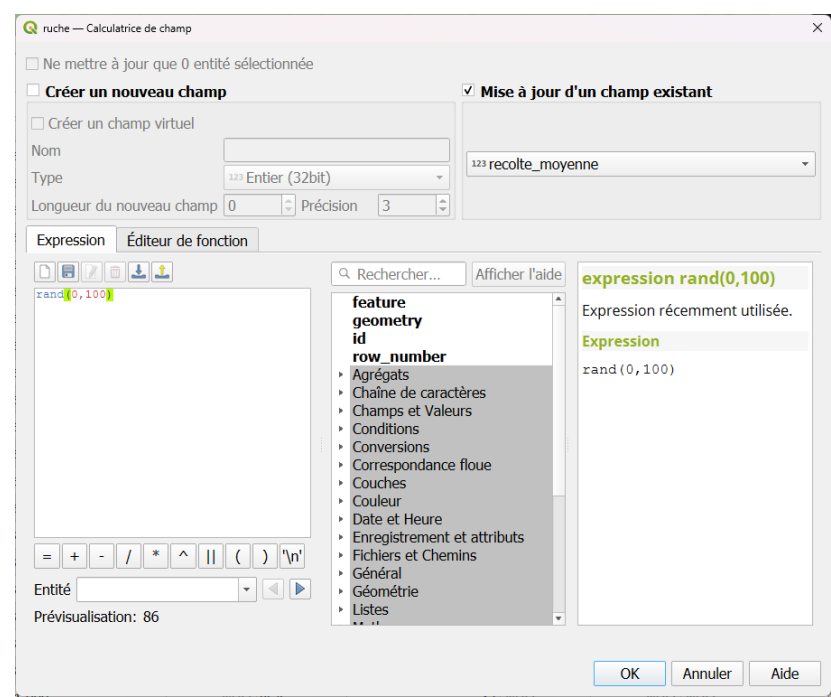 ruche — Calculatrice de champ
Ne mettre à jour que 0 entité sélectionnée
Créer un nouveau champ
Créer un champ virtuel
Nom
Type
123 Entier (32bit)
Longueur du nouveau champ 0 Précision 3
Mise à jour d'un champ existant
123 recolte_moyenne
Expression Éditeur de fonction
rand(0,100)
= + - / * ^ || ( ) '\n'
Entité
Prévisualisation: 86
Rechercher... Afficher l'aide
feature
geometry
id
row_number
Agrégats
Chaîne de caractères
Champs et Valeurs
Conditions
Conversions
Correspondance floue
Couches
Couleur
Date et Heure
Enregistrement et attributs
Fichiers et Chemins
Général
Géométrie
Listes
expression rand(0,100)
Expression récemment utilisée.
Expression
rand(0,100)
OK Annuler Aide